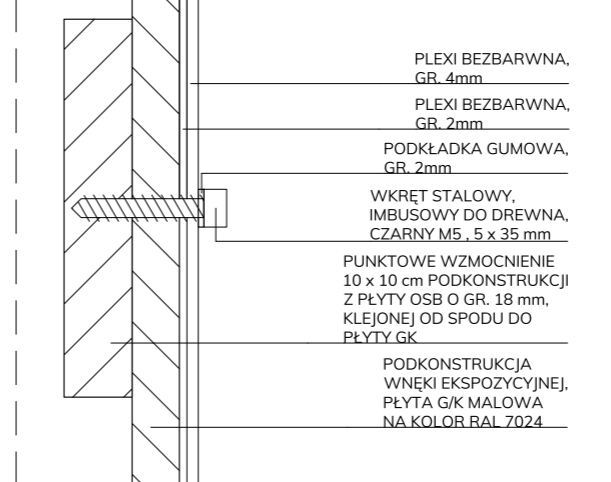 PLEXI BEZBARWNA,
GR. 4mm
PLEXI BEZBARWNA,
GR. 2mm
PODKŁADKA GUMOWA,
GR. 2mm
WKRĘT STALOWY,
IMBUSOWY DO DREWNA,
CZARNY M5 , 5 x 35 mm
PUNKTOWE WZMOCNIENIE
10 x 10 cm PODKONSTRUKCJI
Z PŁYTY OSB O GR. 18 mm,
KLEJONEJ OD SPODU DO
PŁYTY GK
PODKONSTRUKCJA
WNĘKI EKSPOZYCYJNEJ,
PŁYTA G/K MALOWA
NA KOLOR RAL 7024